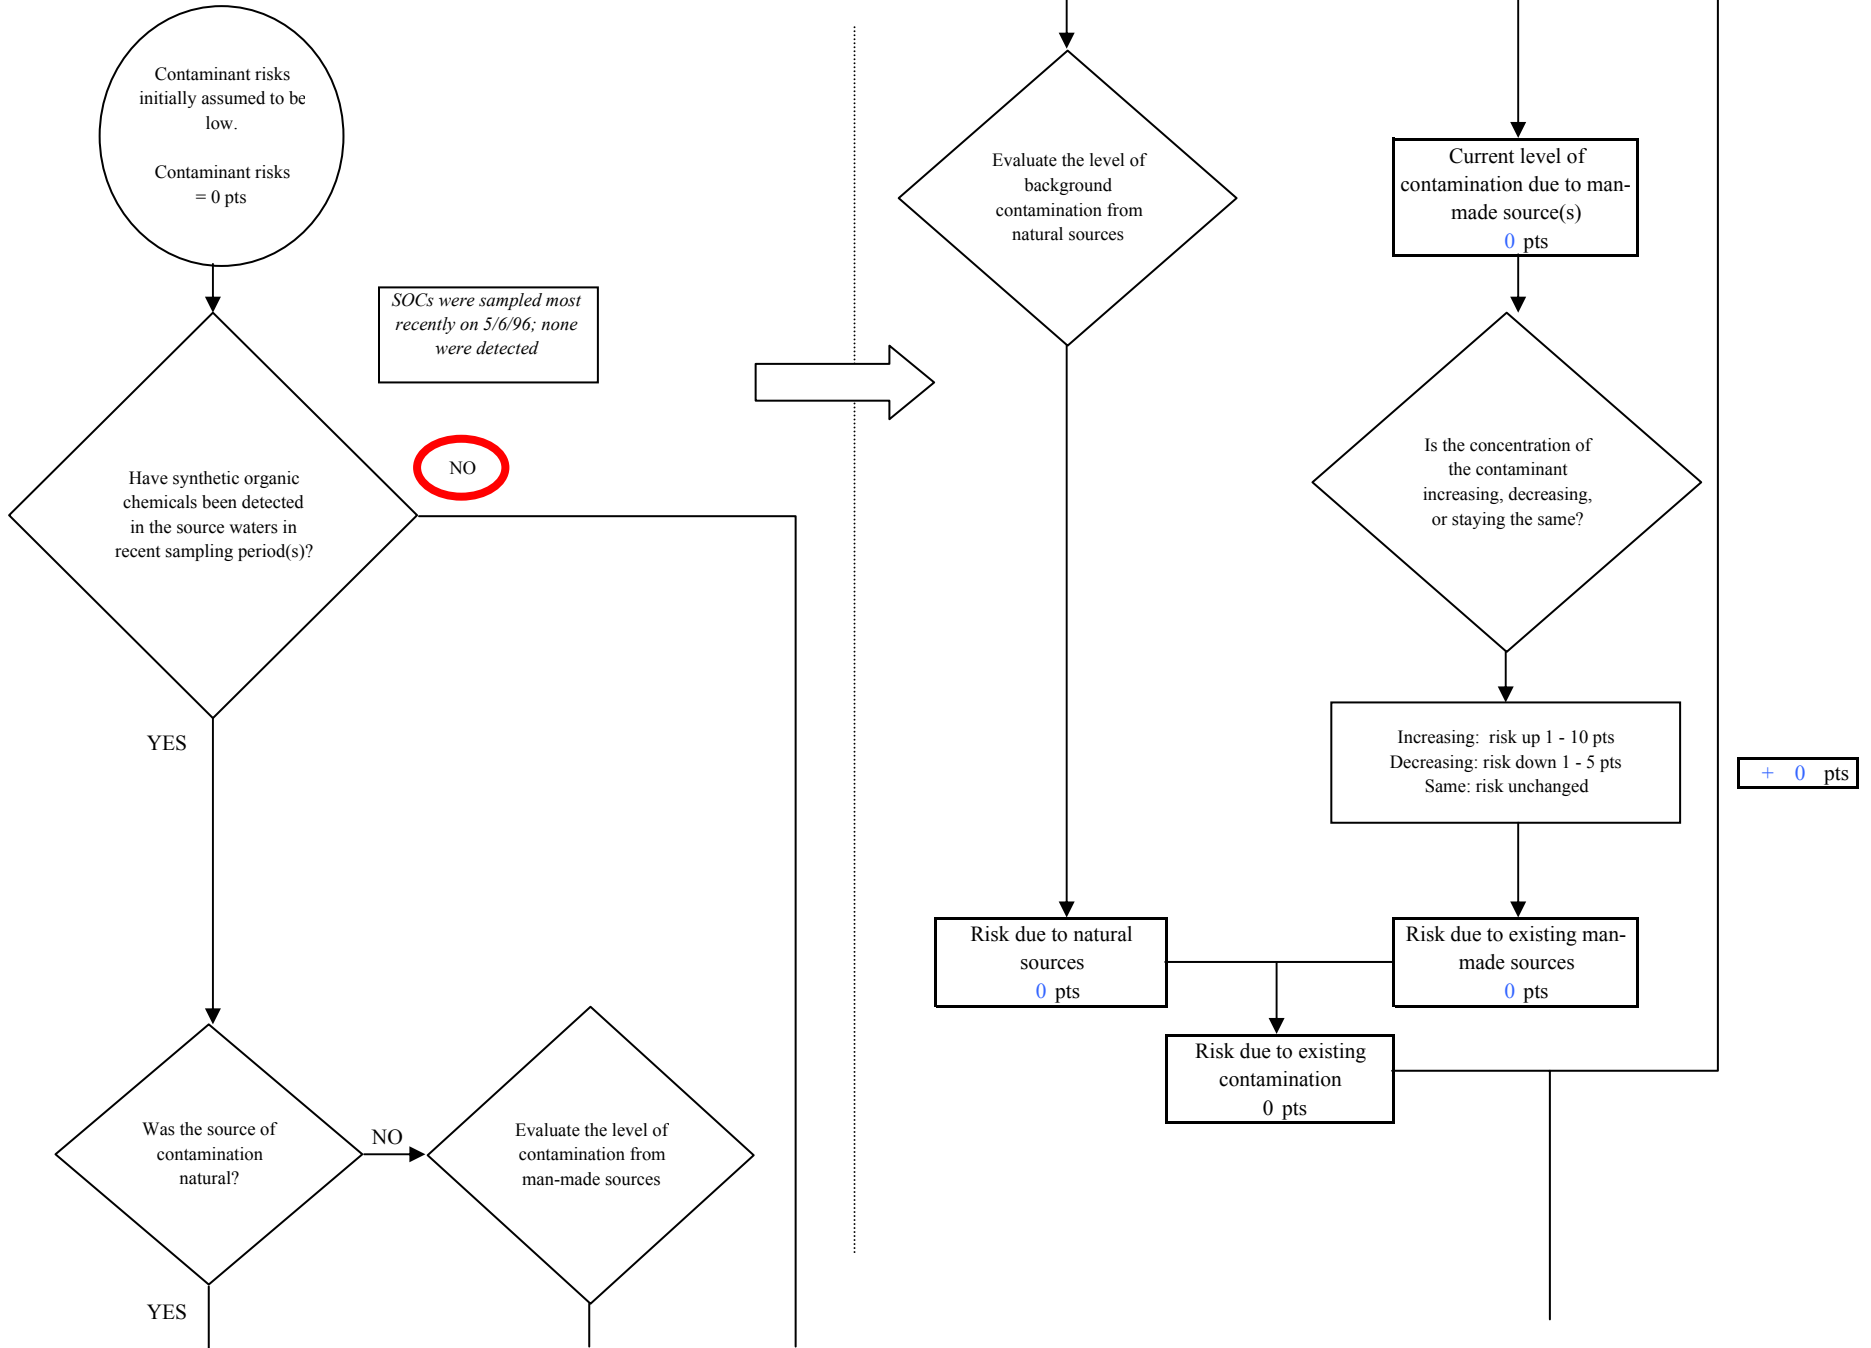 Contaminant risks
initially assumed to be
low.
Contaminant risks
= 0 pts
SOCs were sampled most
recently on 5/6/96; none
were detected
NO
Have synthetic organic
chemicals been detected
in the source waters in
recent sampling period(s)?
YES
Was the source of
contamination
natural?
NO
Evaluate the level of
contamination from
man-made sources
YES
Evaluate the level of
background
contamination from
natural sources
Current level of
contamination due to man-
made source(s)
0 pts
Is the concentration of
the contaminant
increasing, decreasing,
or staying the same?
Increasing: risk up 1 - 10 pts
Decreasing: risk down 1 - 5 pts
Same: risk unchanged
+ 0 pts
Risk due to natural
sources
0 pts
Risk due to existing man-
made sources
0 pts
Risk due to existing
contamination
0 pts